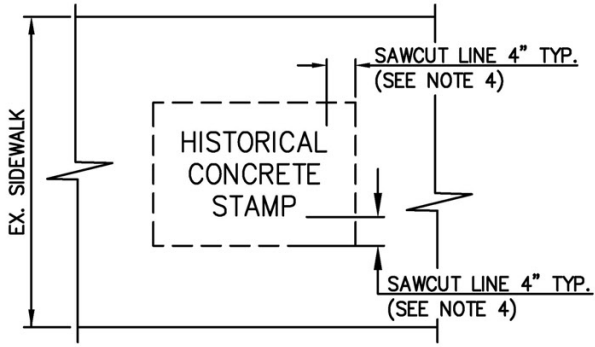 SAWCUT LINE 4" TYP.
(SEE NOTE 4)
EX. SIDEWALK
HISTORICAL
CONCRETE
STAMP
SAWCUT LINE 4" TYP.
(SEE NOTE 4)